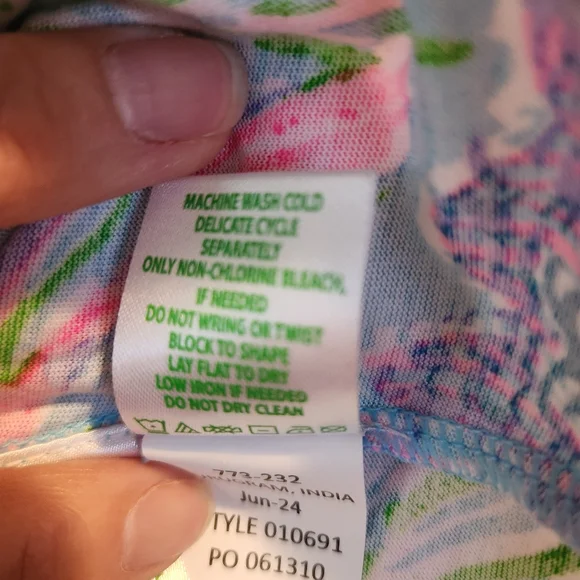 MACHINE WASH COLD
DELICATE CYCLE
SEPARATELY
ONLY NON-CHLORINE BLEACH,
IF NEEDED
DO NOT WRING OR TWIST
BLOCK TO SHAPE
LAY FLAT TO DRY
LOW IRON IF NEEDED
DO NOT DRY CLEAN
773-232
INDIA
Jun-24
TYLE 010691
PO 061310